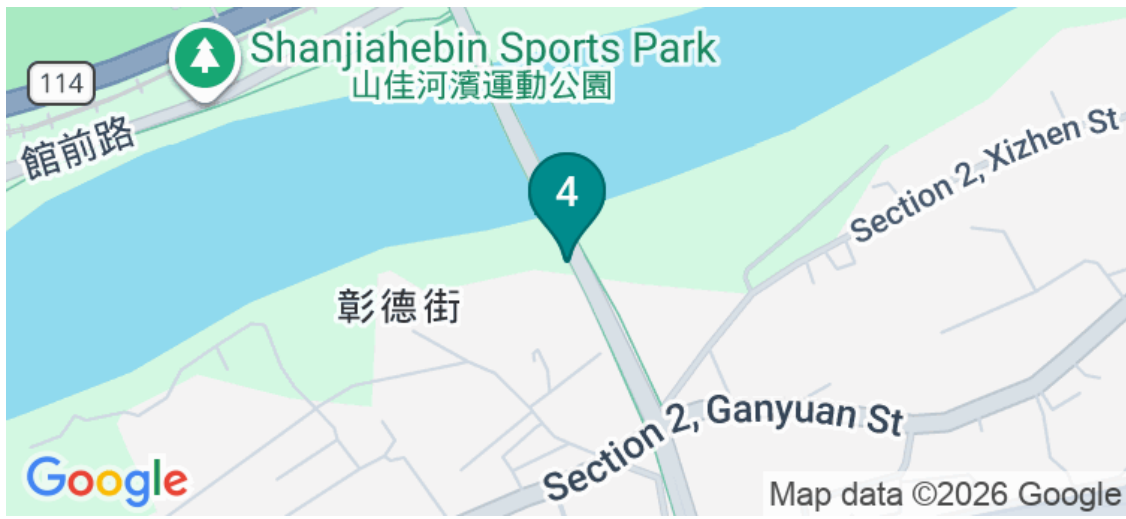 Shanjiahebin Sports Park
山佳河濱運動公園
114
館前路
4
Section 2, Xizhen St
彰德街
Section 2, Ganyuan St
Google
Map data ©2026 Google